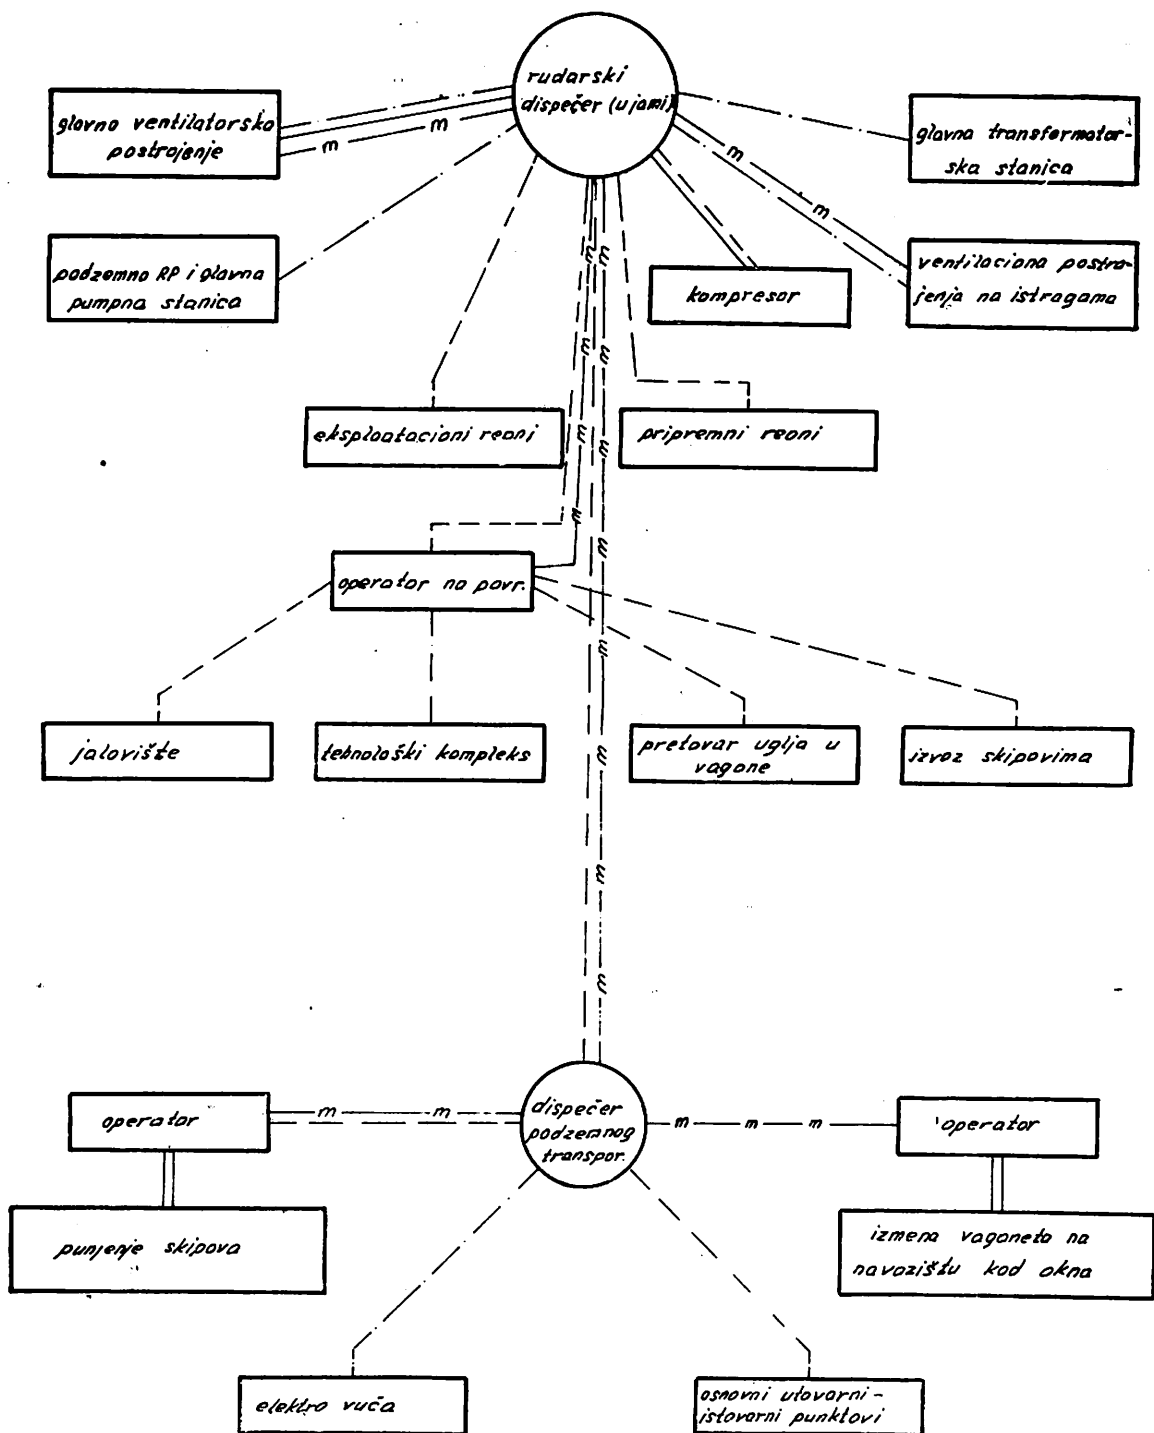 rudarski
dispečer (u jami)
glavno ventilatorsko
postrojenje
m
glavna transformator-
ska stanica
m
m
podzemno RP i glavna
pumpna stanica
kompresor
ventilaciona postro-
jenja na istragama
eksploatacioni reoni
pripremni reoni
operator na povr.
jalovište
tehnološki kompleks
pretovar uglja u
vagone
izvoz skipovima
operator
m m
dispečer
podzemnog
transpor.
m m m
operator
punjenje skipova
izmena vagoneta na
navozištu kod okna
elektro vuča
osnovni utovarni-
istovarni punktovi